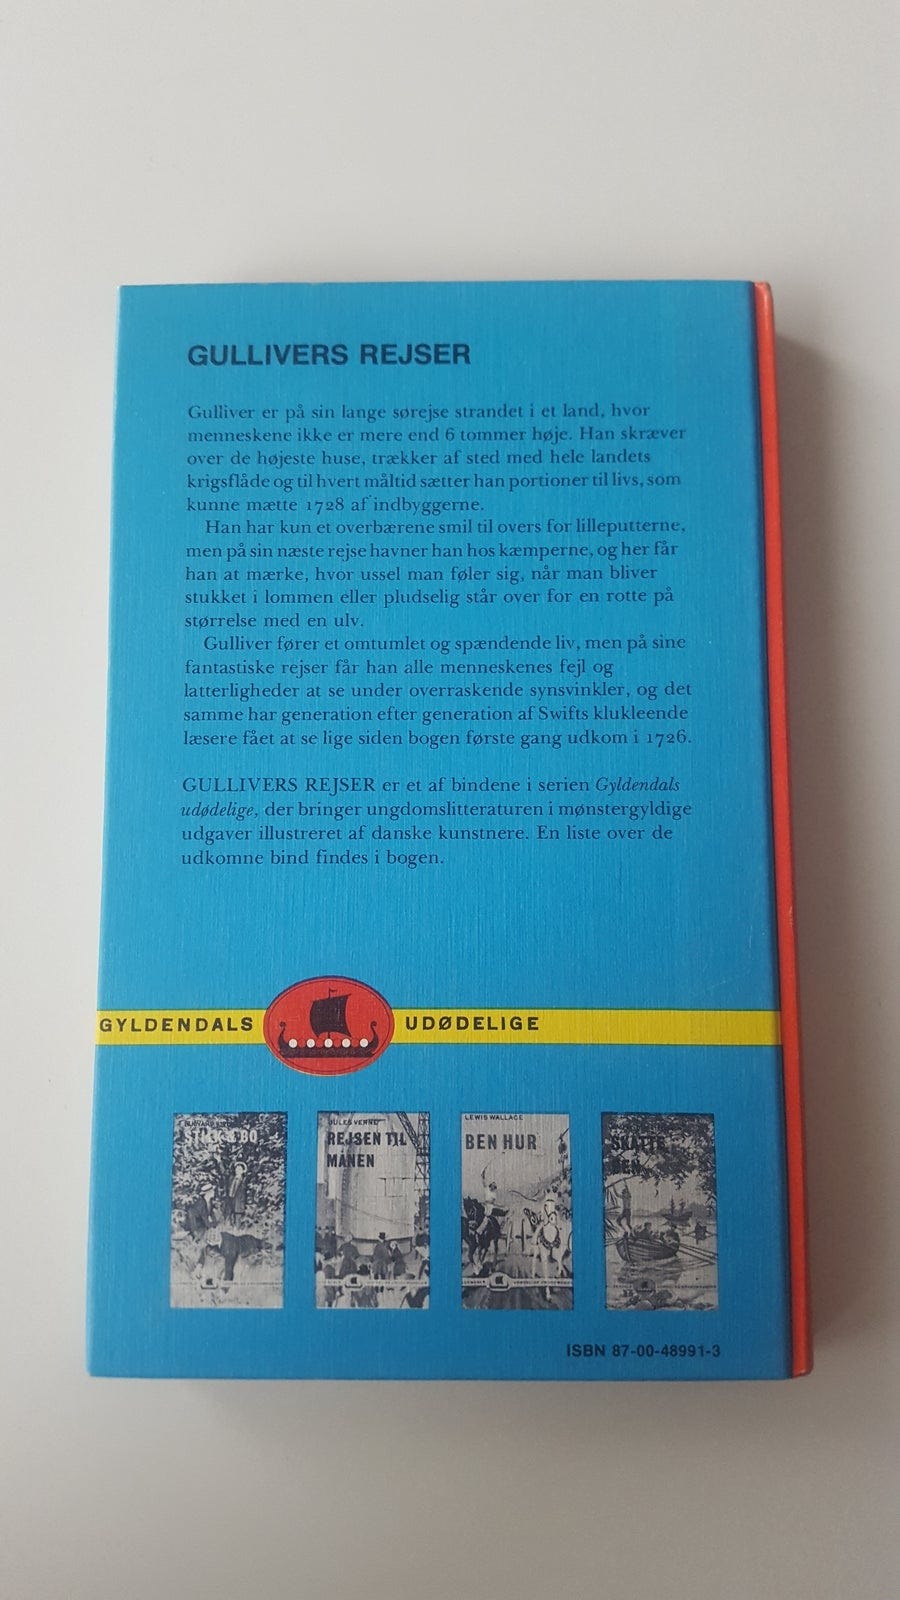 GULLIVERS REJSER
Gulliver er på sin lange sørejse strandet i et land, hvor
menneskene ikke er mere end 6 tommer høje. Han skræver
over de højeste huse, trækker af sted med hele landets
krigsflåde og til hvert måltid sætter han portioner til livs, som
kunne mætte 1728 af indbyggerne.
Han har kun et overbærene smil til overs for lilleputterne,
men på sin næste rejse havner han hos kæmperne, og her får
han at mærke, hvor ussel man føler sig, når man bliver
stukket i lommen eller pludselig står over for en rotte på
størrelse med en ulv.
Gulliver fører et omtumlet og spændende liv, men på sine
fantastiske rejser får han alle menneskenes fejl og
latterligheder at se under overraskende synsvinkler, og det
samme har generation efter generation af Swifts klukleende
læsere fået at se lige siden bogen første gang udkom i 1726.
GULLIVERS REJSER er et af bindene i serien Gyldendals
udødelige, der bringer ungdomslitteraturen i mønstergyldige
udgaver illustreret af danske kunstnere. En liste over de
udkomne bind findes i bogen.
GYLDENDALS UDØDELIGE
JULES VERNE
REJSEN TIL
MÅNEN
LEWIS WALLACE
BEN HUR
SKATTE
ISBN 87-00-48991-3